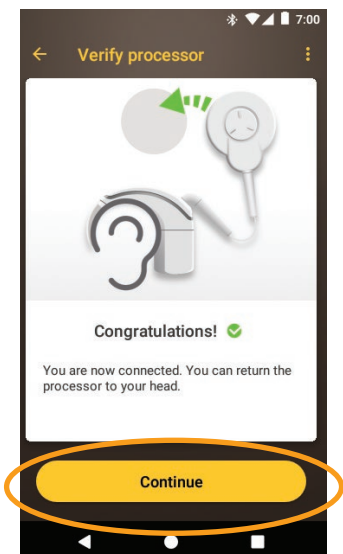 7:00
Verify processor
Congratulations!
You are now connected. You can return the
processor to your head.
Continue